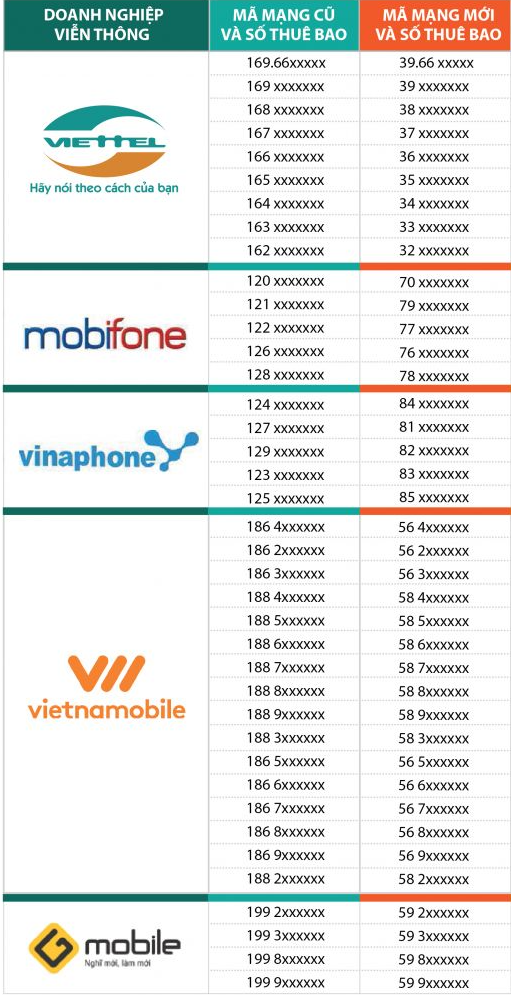 DOANH NGHIỆP
VIỄN THÔNG
MÃ MẠNG CŨ
VÀ SỐ THUÊ BAO
MÃ MẠNG MỚI
VÀ SỐ THUÊ BAO
VIETTEL
Hãy nói theo cách của bạn
169.66xxxxx 39.66 xxxxx
169 xxxxxxx 39 xxxxxxx
168 xxxxxxx 38 xxxxxxx
167 xxxxxxx 37 xxxxxxx
166 xxxxxxx 36 xxxxxxx
165 xxxxxxx 35 xxxxxxx
164 xxxxxxx 34 xxxxxxx
163 xxxxxxx 33 xxxxxxx
162 xxxxxxx 32 xxxxxxx
mobifone
120 xxxxxxx 70 xxxxxxx
121 xxxxxxx 79 xxxxxxx
122 xxxxxxx 77 xxxxxxx
126 xxxxxxx 76 xxxxxxx
128 xxxxxxx 78 xxxxxxx
vinaphone
124 xxxxxxx 84 xxxxxxx
127 xxxxxxx 81 xxxxxxx
129 xxxxxxx 82 xxxxxxx
123 xxxxxxx 83 xxxxxxx
125 xxxxxxx 85 xxxxxxx
vietnamobile
186 4xxxxxx 56 4xxxxxx
186 2xxxxxx 56 2xxxxxx
186 3xxxxxx 56 3xxxxxx
188 4xxxxxx 58 4xxxxxx
188 5xxxxxx 58 5xxxxxx
188 6xxxxxx 58 6xxxxxx
188 7xxxxxx 58 7xxxxxx
188 8xxxxxx 58 8xxxxxx
188 9xxxxxx 58 9xxxxxx
188 3xxxxxx 58 3xxxxxx
186 5xxxxxx 56 5xxxxxx
186 6xxxxxx 56 6xxxxxx
186 7xxxxxx 56 7xxxxxx
186 8xxxxxx 56 8xxxxxx
186 9xxxxxx 56 9xxxxxx
188 2xxxxxx 58 2xxxxxx
mobile
Nghĩ mới, làm mới
199 2xxxxxx 59 2xxxxxx
199 3xxxxxx 59 3xxxxxx
199 8xxxxxx 59 8xxxxxx
199 9xxxxxx 59 9xxxxxx